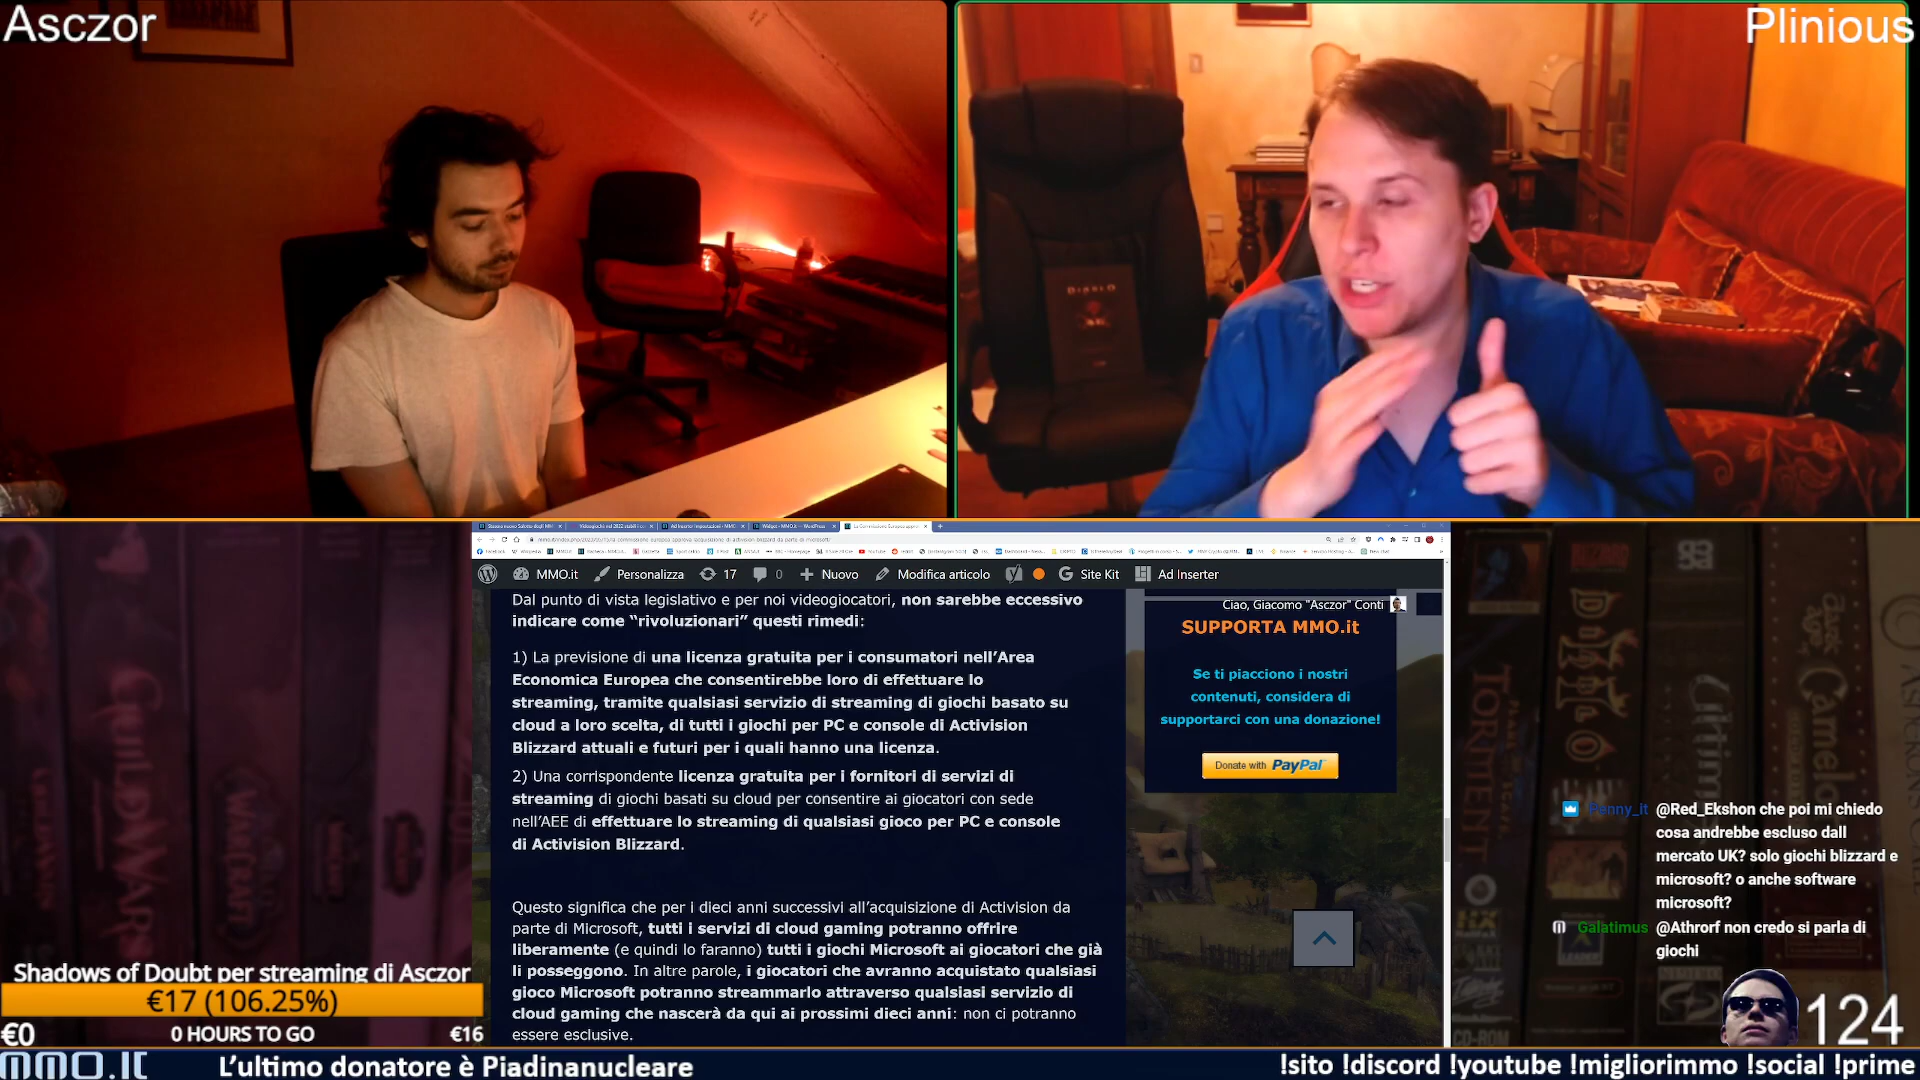 Asczor
Plinious
DIABLO
MMO.it
Personalizza
17
0
Nuovo
Modifica articolo
Site Kit
Ad Inserter
Ciao, Giacomo "Asczor" Conti
Dal punto di vista legislativo e per noi videogiocatori, non sarebbe eccessivo
indicare come “rivoluzionari” questi rimedi:
1) La previsione di una licenza gratuita per i consumatori nell’Area
Economica Europea che consentirebbe loro di effettuare lo
streaming, tramite qualsiasi servizio di streaming di giochi basato su
cloud a loro scelta, di tutti i giochi per PC e console di Activision
Blizzard attuali e futuri per i quali hanno una licenza.
2) Una corrispondente licenza gratuita per i fornitori di servizi di
streaming di giochi basati su cloud per consentire ai giocatori con sede
nell’AEE di effettuare lo streaming di qualsiasi gioco per PC e console
di Activision Blizzard.
Questo significa che per i dieci anni successivi all’acquisizione di Activision da
parte di Microsoft, tutti i servizi di cloud gaming potranno offrire
liberamente (e quindi lo faranno) tutti i giochi Microsoft ai giocatori che già
li posseggono. In altre parole, i giocatori che avranno acquistato qualsiasi
gioco Microsoft potranno streammarlo attraverso qualsiasi servizio di
cloud gaming che nascerà da qui ai prossimi dieci anni: non ci potranno
essere esclusive.
SUPPORTA MMO.it
Se ti piacciono i nostri
contenuti, considera di
supportarci con una donazione!
Donate with PayPal
GUILDWARS
WARCRAFT
TORMENT
Diablo
Ultima
Camelot
CD-ROM
Penny_it @Red_Ekshon che poi mi chiedo
cosa andrebbe escluso dall
mercato UK? solo giochi blizzard e
microsoft? o anche software
microsoft?
Galatimus @Athrorf non credo si parla di
giochi
124
Shadows of Doubt per streaming di Asczor
€17 (106.25%)
€0
0 HOURS TO GO
€16
MMO.IT
L’ultimo donatore è Piadinanucleare
!sito !discord !youtube !migliorimmo !social !prime